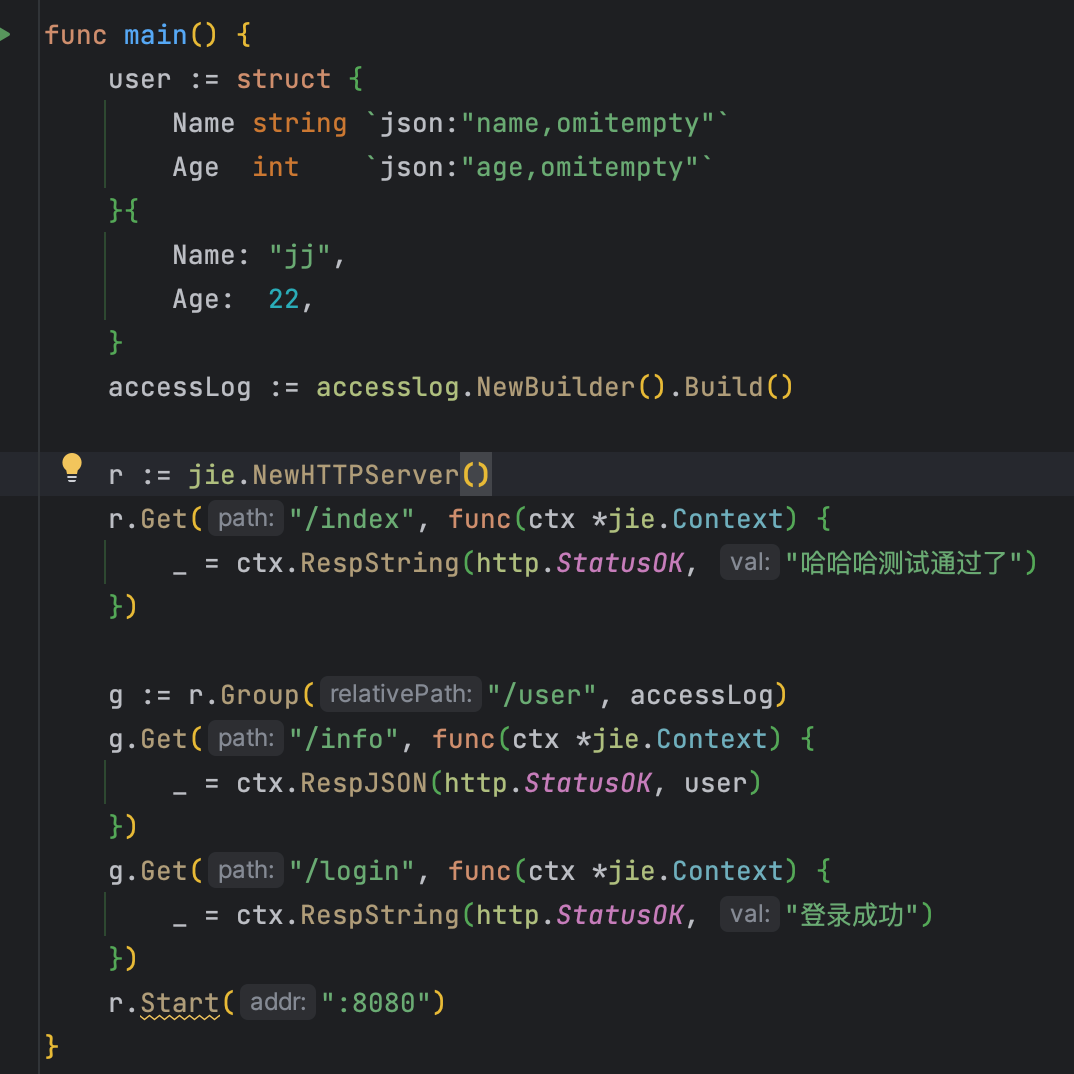 func main() {
    user := struct {
        Name string `json:"name,omitempty"`
        Age  int    `json:"age,omitempty"`
    }{
        Name: "jj",
        Age:  22,
    }
    accessLog := accesslog.NewBuilder().Build()

    r := jie.NewHTTPServer()
    r.Get( path: "/index", func(ctx *jie.Context) {
        _ = ctx.RespString(http.StatusOK, val: "哈哈哈测试通过了")
    })

    g := r.Group( relativePath: "/user", accessLog)
    g.Get( path: "/info", func(ctx *jie.Context) {
        _ = ctx.RespJSON(http.StatusOK, user)
    })
    g.Get( path: "/login", func(ctx *jie.Context) {
        _ = ctx.RespString(http.StatusOK, val: "登录成功")
    })
    r.Start( addr: ":8080")
}